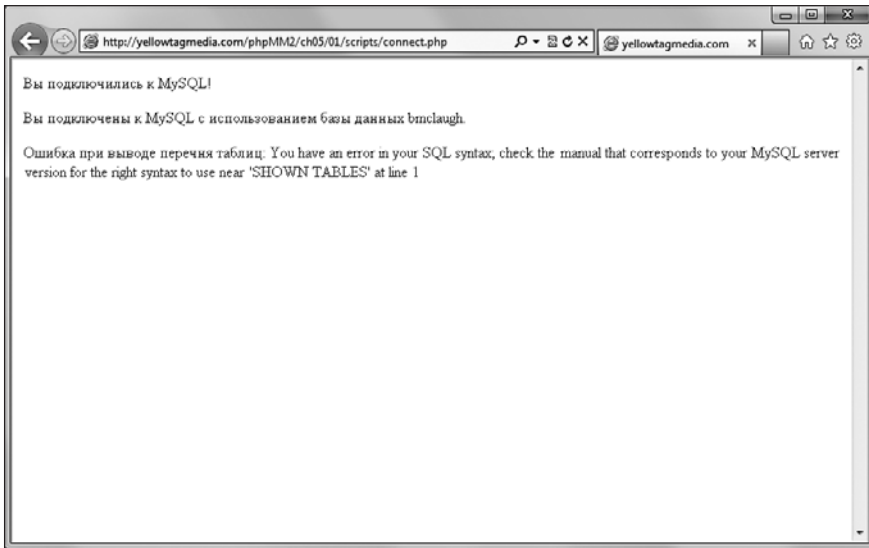 http://yellowtagmedia.com/phpMM2/ch05/01/scripts/connect.php
yellowtagmedia.com
Вы подключились к MySQL!
Вы подключены к MySQL с использованием базы данных bmclaugh.
Ошибка при выводе перечня таблиц: You have an error in your SQL syntax; check the manual that corresponds to your MySQL server
version for the right syntax to use near 'SHOWN TABLES' at line 1